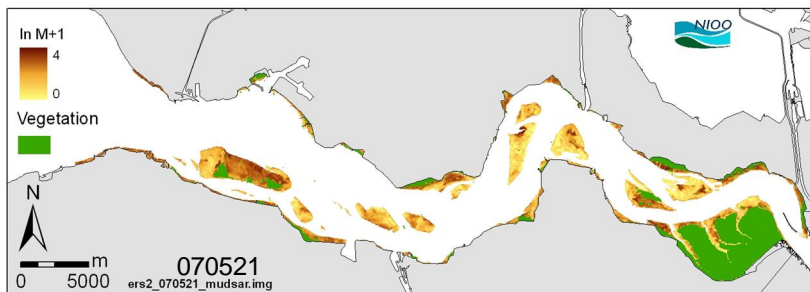 ln M+1
4
0
Vegetation
NIOO
N
m
0 5000
070521
ers2_070521_mudsar.img